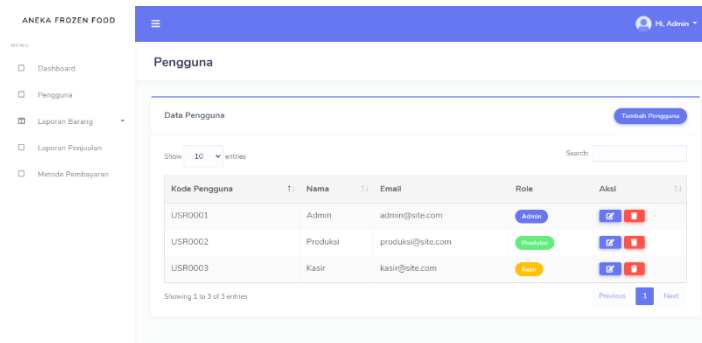 ANEKA FROZEN FOOD
Hi, Admin
MENU
Dashboard
Pengguna
Laporan Barang
Laporan Penjualan
Metode Pembayaran
Pengguna
Data Pengguna
Tambah Pengguna
Show 10 entries
Search:
Kode Pengguna Nama Email Role Aksi
USR0001 Admin admin@site.com Admin
USR0002 Produksi produksi@site.com Produksi
USR0003 Kasir kasir@site.com Kasir
Showing 1 to 3 of 3 entries
Previous 1 Next